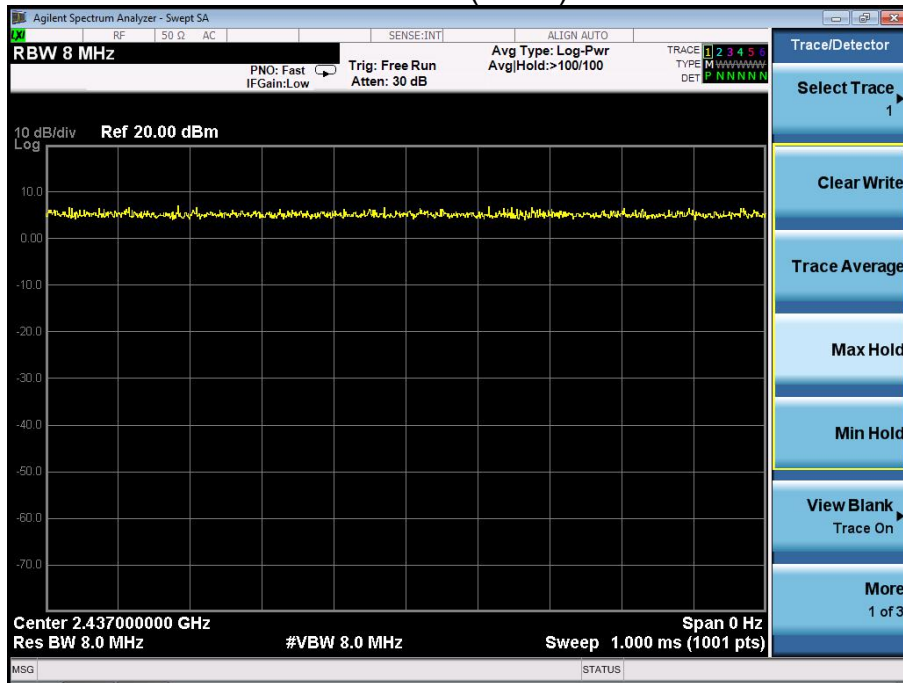 Agilent Spectrum Analyzer - Swept SA
LXI RF 50 Ω AC SENSE:INT ALIGN AUTO
RBW 8 MHz
PNO: Fast
IFGain:Low
Trig: Free Run
Atten: 30 dB
Avg Type: Log-Pwr
Avg|Hold:>100/100
TRACE 1 2 3 4 5 6
TYPE M WWWWW
DET P N N N N N
10 dB/div Ref 20.00 dBm
Log
10.0
0.00
-10.0
-20.0
-30.0
-40.0
-50.0
-60.0
-70.0
Center 2.437000000 GHz Span 0 Hz
Res BW 8.0 MHz #VBW 8.0 MHz Sweep 1.000 ms (1001 pts)
MSG STATUS
Trace/Detector
Select Trace
1
Clear Write
Trace Average
Max Hold
Min Hold
View Blank
Trace On
More
1 of 3